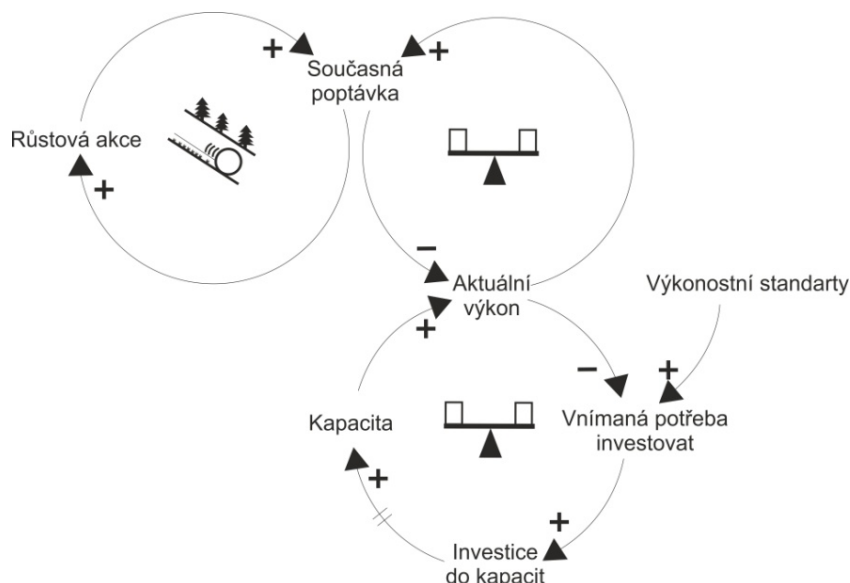 +
+
Současná
poptávka
Růstová akce
+
−
Aktuální
výkon
Výkonostní standarty
+
−
+
Kapacita
Vnímaná potřeba
investovat
+
+
Investice
do kapacit